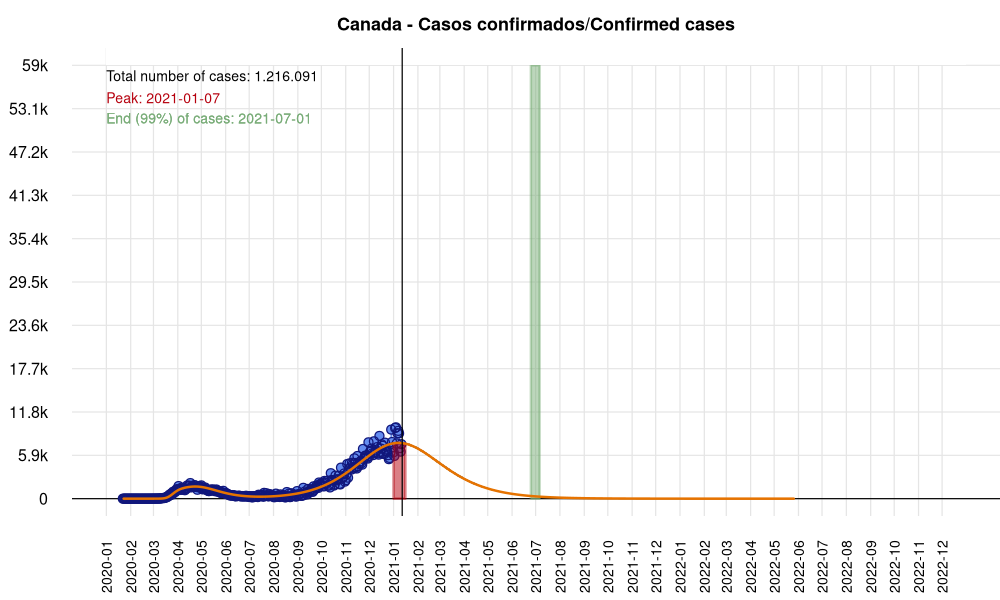 Canada - Casos confirmados/Confirmed cases
59k
Total number of cases: 1.216.091
Peak: 2021-01-07
53.1k
End (99%) of cases: 2021-07-01
47.2k
41.3k
35.4k
29.5k
23.6k
17.7k
11.8k
5.9k
0
2020-01
2020-02
2020-03
2020-04
2020-05
2020-06
2020-07
2020-08
2020-09
2020-10
2020-11
2020-12
2021-01
2021-02
2021-03
2021-04
2021-05
2021-06
2021-07
2021-08
2021-09
2021-10
2021-11
2021-12
2022-01
2022-02
2022-03
2022-04
2022-05
2022-06
2022-07
2022-08
2022-09
2022-10
2022-11
2022-12